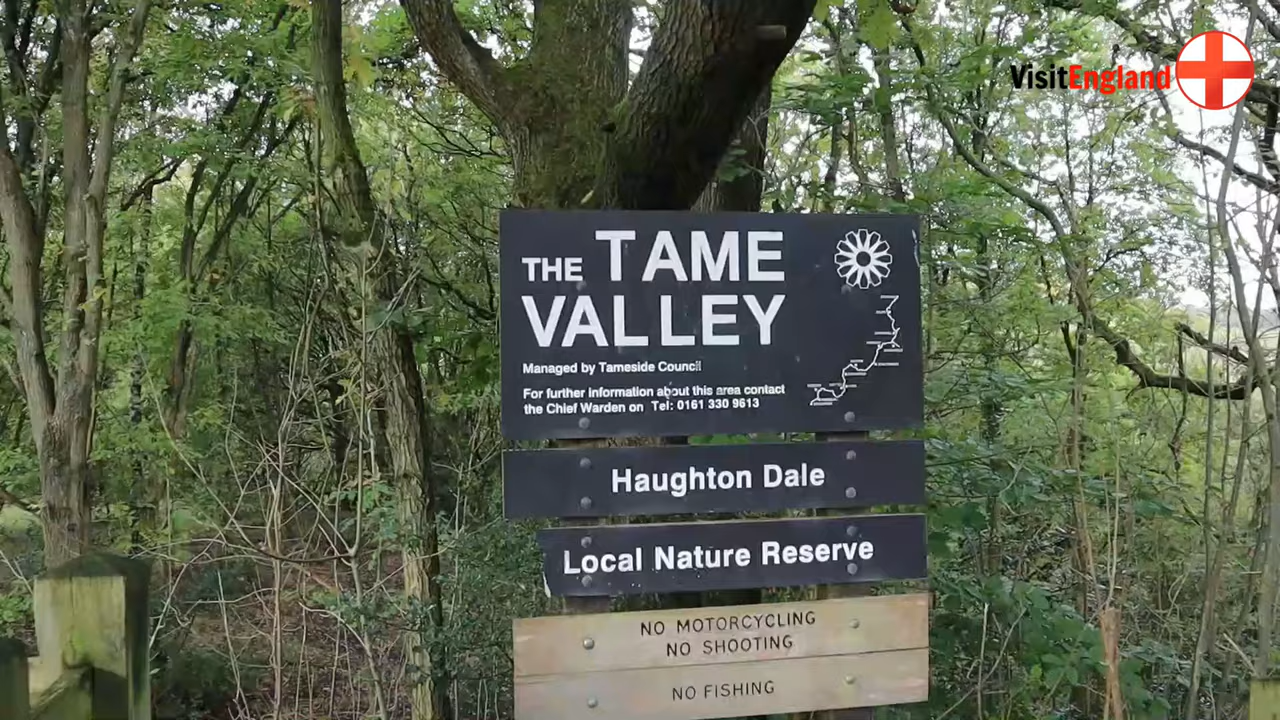 VisitEngland
THE TAME
VALLEY
Managed by Tameside Council
For further information about this area contact
the Chief Warden on Tel: 0161 330 9613
Haughton Dale
Local Nature Reserve
NO MOTORCYCLING
NO SHOOTING
NO FISHING